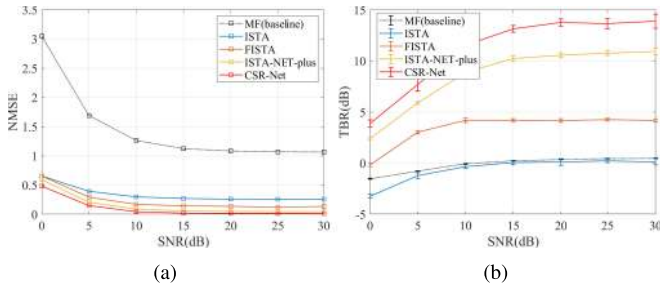 3.5
3
2.5
2
1.5
1
0.5
0
NMSE
MF(baseline)
ISTA
FISTA
ISTA-NET-plus
CSR-Net
0 5 10 15 20 25 30
SNR(dB)
(a)
15
10
5
0
-5
TBR(dB)
MF(baseline)
ISTA
FISTA
ISTA-NET-plus
CSR-Net
0 5 10 15 20 25 30
SNR(dB)
(b)